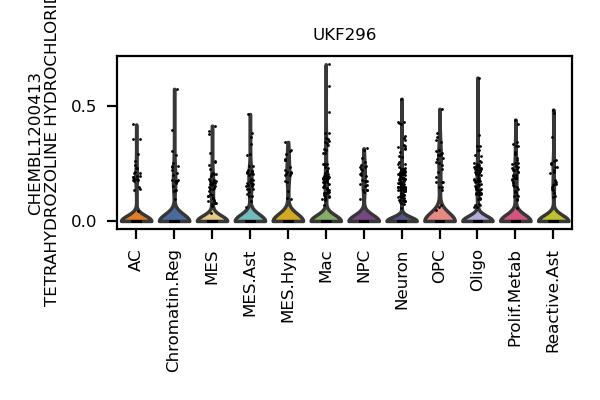 UKF296
CHEMBL1200413
TETRAHYDROZOLINE HYDROCHLORID
0.5
0.0
AC
Chromatin.Reg
MES
MES.Ast
MES.Hyp
Mac
NPC
Neuron
OPC
Oligo
Prolif.Metab
Reactive.Ast